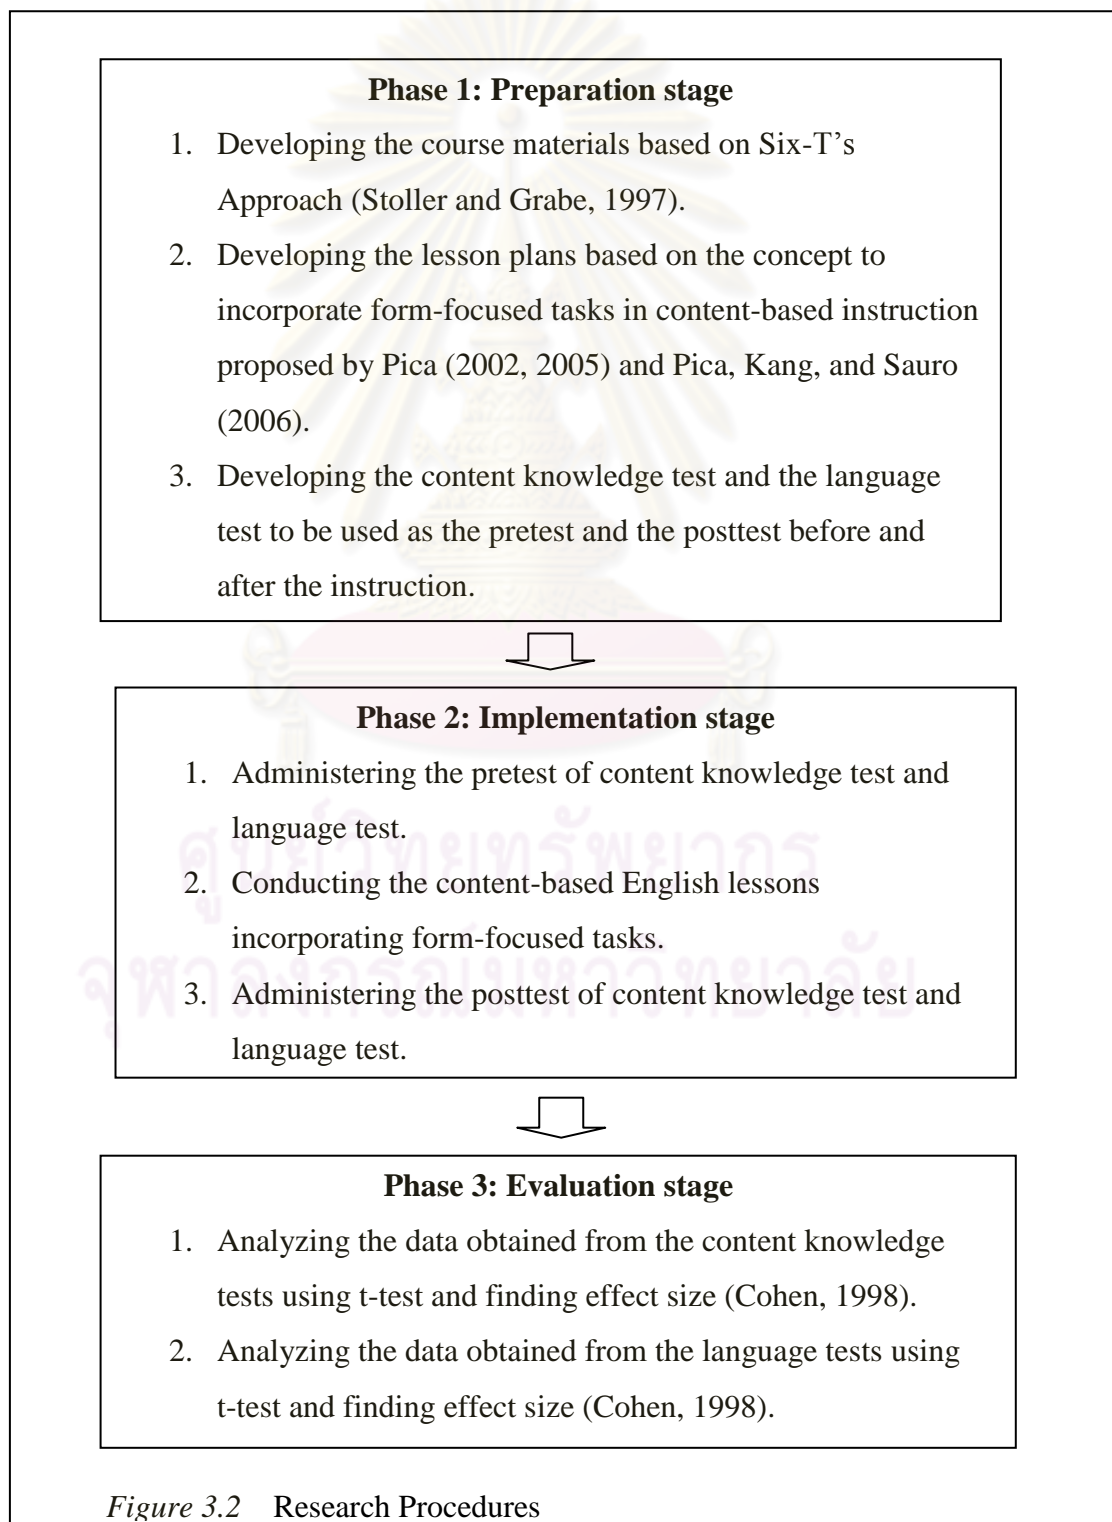 Phase 1: Preparation stage
1. Developing the course materials based on Six-T’s
Approach (Stoller and Grabe, 1997).
2. Developing the lesson plans based on the concept to
incorporate form-focused tasks in content-based instruction
proposed by Pica (2002, 2005) and Pica, Kang, and Sauro
(2006).
3. Developing the content knowledge test and the language
test to be used as the pretest and the posttest before and
after the instruction.
Phase 2: Implementation stage
1. Administering the pretest of content knowledge test and
language test.
ศูนย์วิทยทรัพยากร
2. Conducting the content-based English lessons
incorporating form-focused tasks.
จุฬาลงกรณ์มหาวิทยาลัย
3. Administering the posttest of content knowledge test and
language test.
Phase 3: Evaluation stage
1. Analyzing the data obtained from the content knowledge
tests using t-test and finding effect size (Cohen, 1998).
2. Analyzing the data obtained from the language tests using
t-test and finding effect size (Cohen, 1998).
Figure 3.2 Research Procedures